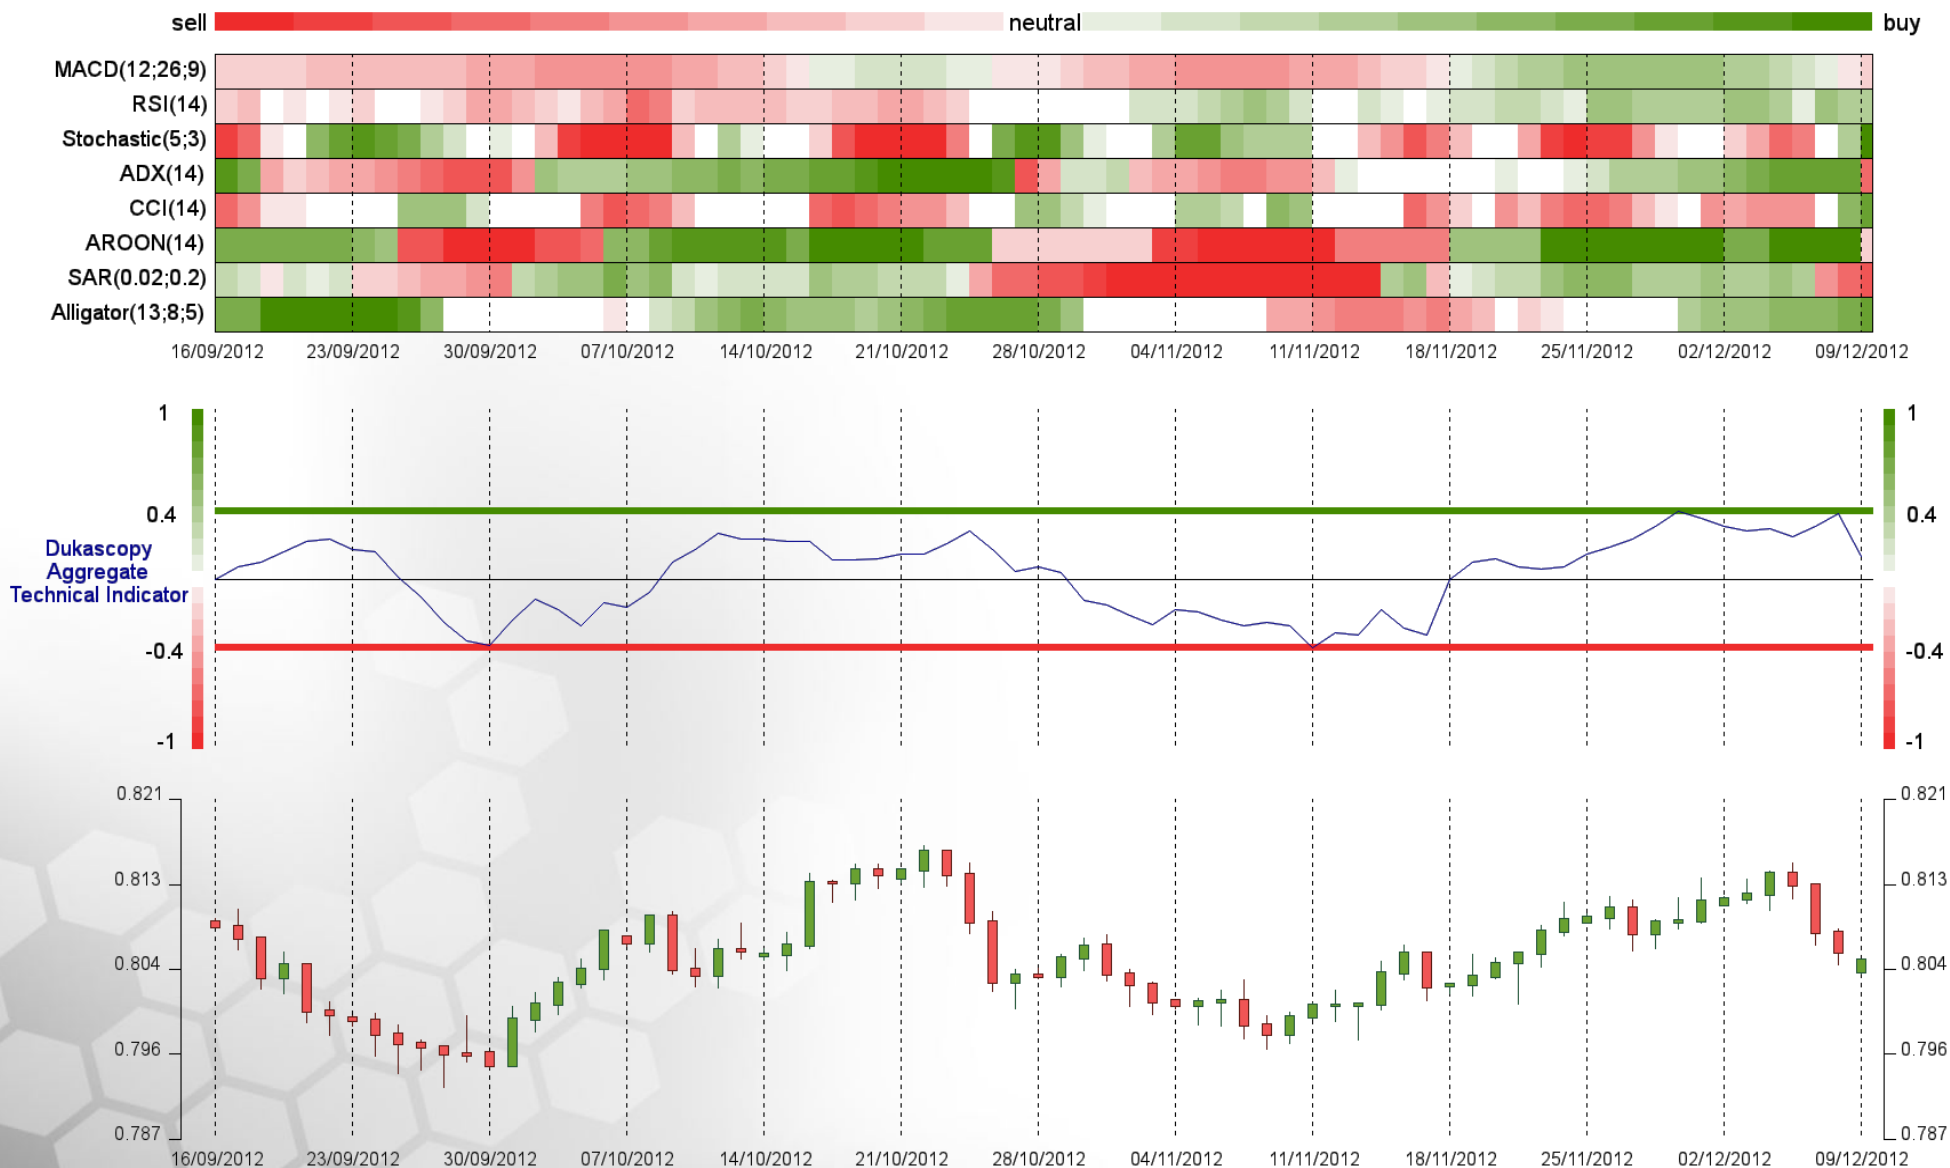 sell neutral buy
MACD(12;26;9)
RSI(14)
Stochastic(5;3)
ADX(14)
CCI(14)
AROON(14)
SAR(0.02;0.2)
Alligator(13;8;5)
16/09/2012 23/09/2012 30/09/2012 07/10/2012 14/10/2012 21/10/2012 28/10/2012 04/11/2012 11/11/2012 18/11/2012 25/11/2012 02/12/2012 09/12/2012
1 1
0.4 0.4
Dukascopy
Aggregate
Technical Indicator
-0.4 -0.4
-1 -1
0.821 0.821
0.813 0.813
0.804 0.804
0.796 0.796
0.787 0.787
16/09/2012 23/09/2012 30/09/2012 07/10/2012 14/10/2012 21/10/2012 28/10/2012 04/11/2012 11/11/2012 18/11/2012 25/11/2012 02/12/2012 09/12/2012